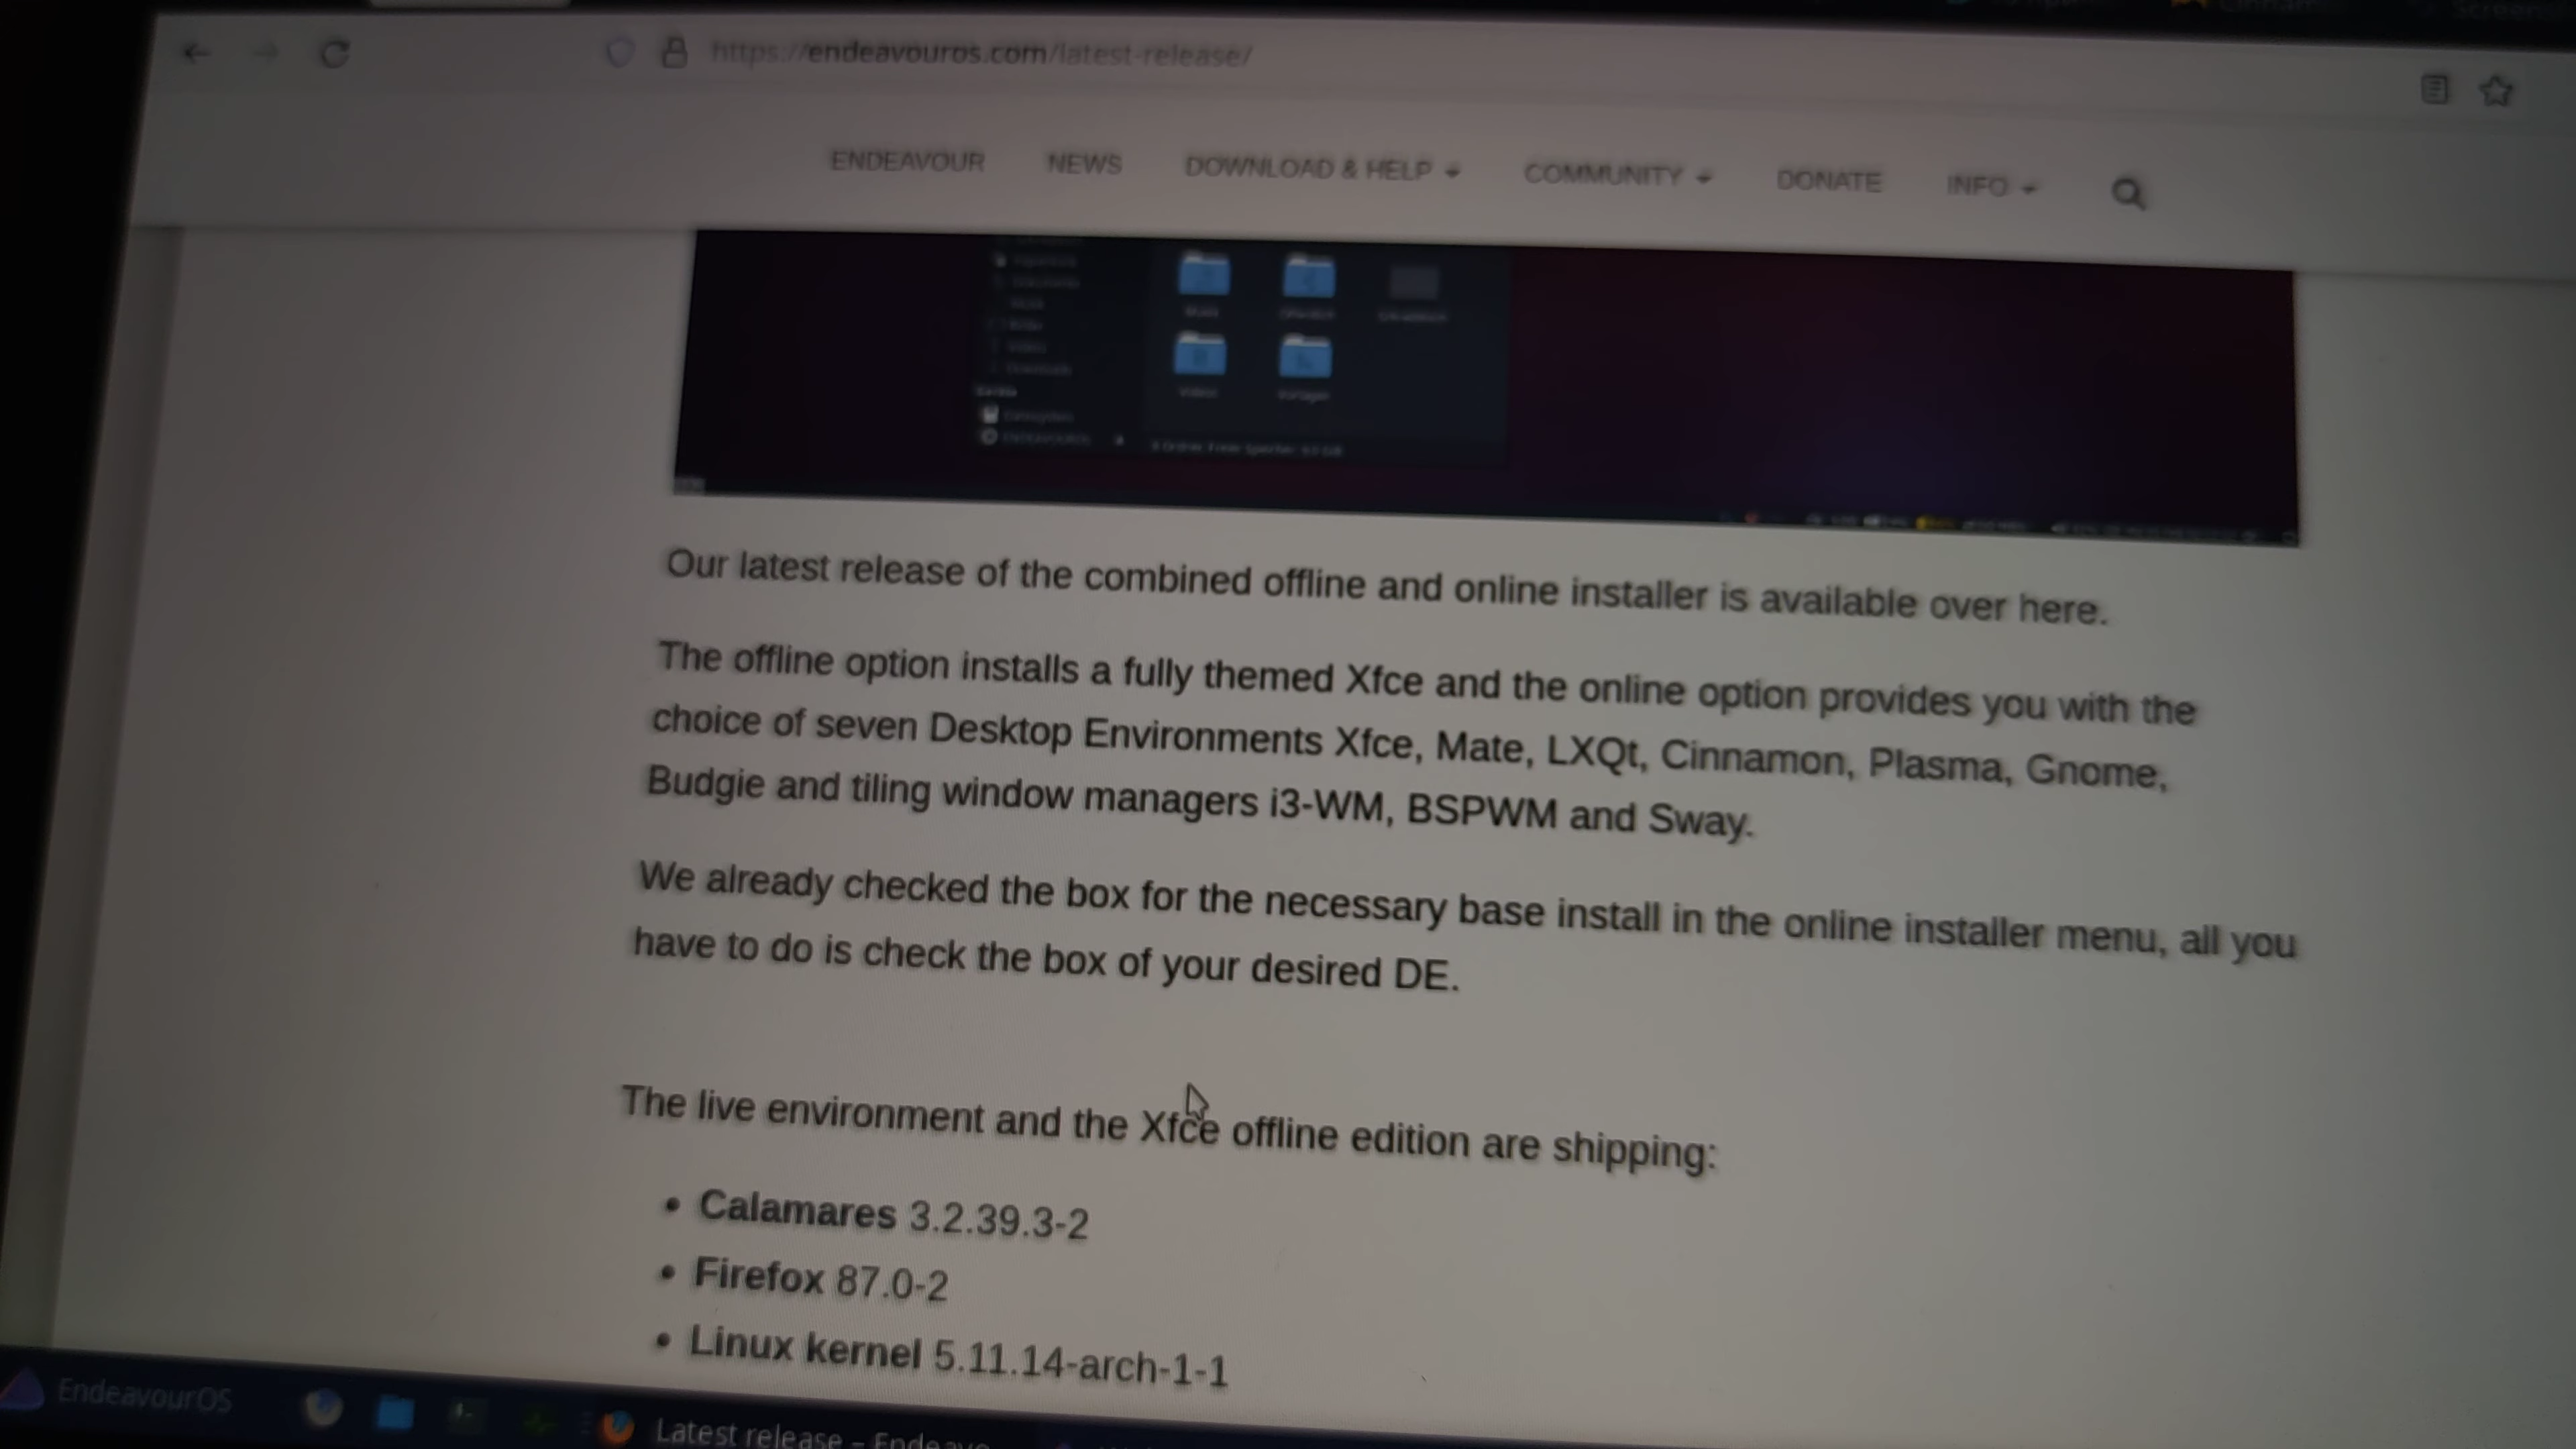 https://endeavouros.com/latest-release/
ENDEAVOUR NEWS DOWNLOAD & HELP COMMUNITY DONATE INFO
Our latest release of the combined offline and online installer is available over here.
The offline option installs a fully themed Xfce and the online option provides you with the
choice of seven Desktop Environments Xfce, Mate, LXQt, Cinnamon, Plasma, Gnome,
Budgie and tiling window managers i3-WM, BSPWM and Sway.
We already checked the box for the necessary base install in the online installer menu, all you
have to do is check the box of your desired DE.
The live environment and the Xfce offline edition are shipping:
• Calamares 3.2.39.3-2
• Firefox 87.0-2
• Linux kernel 5.11.14-arch-1-1
EndeavourOS
Latest release – Endeavo